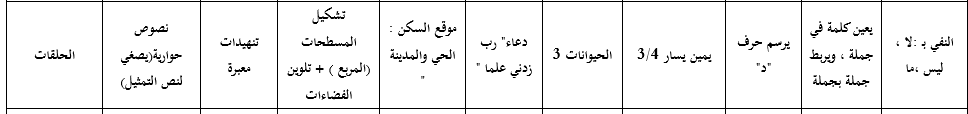 النفي بـ :لا ،
ليس ،ما
يعين كلمة في
جملة ، ويربط
جملة بجملة
يرسم حرف
"د"
يمين يسار 3/4
الحيوانات 3
دعاء" رب
زدني علما "
موقع السكن :
الحي والمدينة
"
تشكيل
المسطحات
(المربع ) + تلوين
الفضاءات
تنهيدات
معبرة
نصوص
حوارية(يصغي
لنص التمثيل)
الحلقات